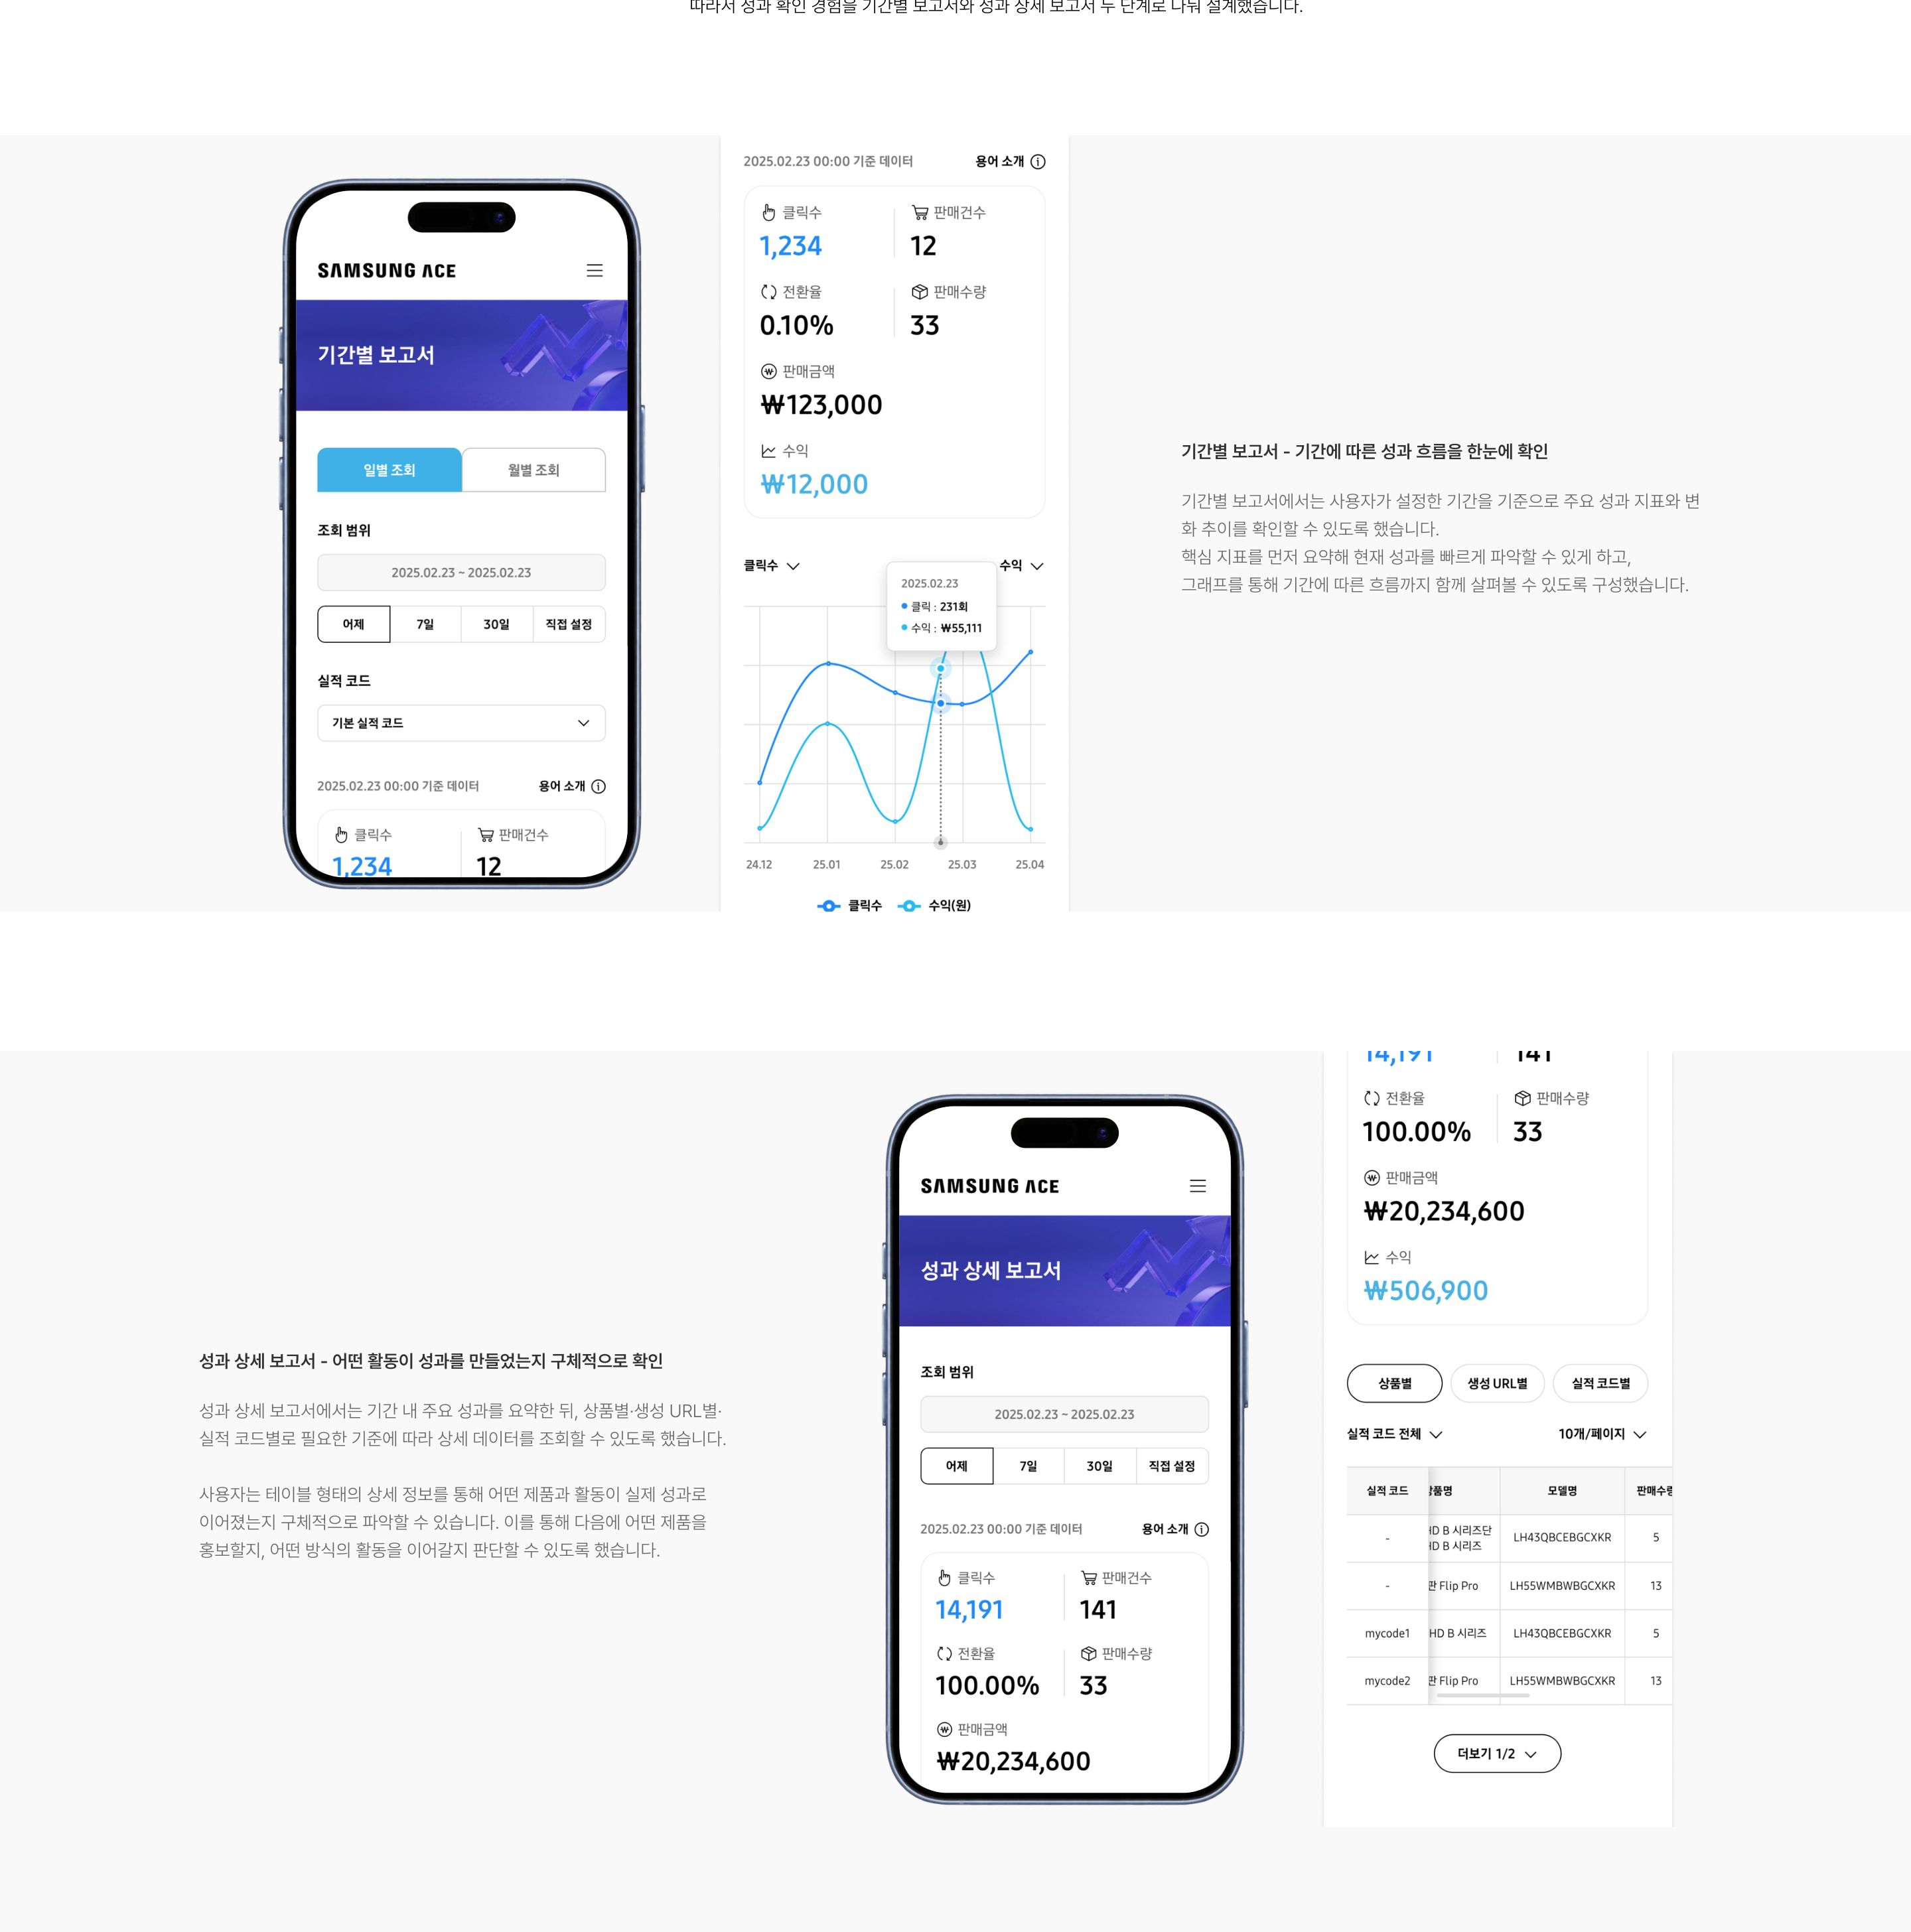 따라서 성과 확인 경험을 기간별 보고서와 성과 상세 보고서 두 단계로 나눠 설계했습니다.
SAMSUNG ACE
기간별 보고서
일별 조회
월별 조회
조회 범위
2025.02.23 ~ 2025.02.23
어제
7일
30일
직접 설정
실적 코드
기본 실적 코드
2025.02.23 00:00 기준 데이터
용어 소개
클릭수
판매건수
1,234
12
2025.02.23 00:00 기준 데이터
용어 소개
클릭수
판매건수
1,234
12
전환율
판매수량
0.10%
33
판매금액
₩123,000
수익
₩12,000
클릭수
수익
2025.02.23
클릭 : 231회
수익 : ₩55,111
24.12
25.01
25.02
25.03
25.04
클릭수
수익(원)
기간별 보고서 - 기간에 따른 성과 흐름을 한눈에 확인
기간별 보고서에서는 사용자가 설정한 기간을 기준으로 주요 성과 지표와 변
화 추이를 확인할 수 있도록 했습니다.
핵심 지표를 먼저 요약해 현재 성과를 빠르게 파악할 수 있게 하고,
그래프를 통해 기간에 따른 흐름까지 함께 살펴볼 수 있도록 구성했습니다.
성과 상세 보고서 - 어떤 활동이 성과를 만들었는지 구체적으로 확인
성과 상세 보고서에서는 기간 내 주요 성과를 요약한 뒤, 상품별·생성 URL별·
실적 코드별로 필요한 기준에 따라 상세 데이터를 조회할 수 있도록 했습니다.
사용자는 테이블 형태의 상세 정보를 통해 어떤 제품과 활동이 실제 성과로
이어졌는지 구체적으로 파악할 수 있습니다. 이를 통해 다음에 어떤 제품을
홍보할지, 어떤 방식의 활동을 이어갈지 판단할 수 있도록 했습니다.
SAMSUNG ACE
성과 상세 보고서
조회 범위
2025.02.23 ~ 2025.02.23
어제
7일
30일
직접 설정
2025.02.23 00:00 기준 데이터
용어 소개
클릭수
판매건수
14,191
141
전환율
판매수량
100.00%
33
판매금액
₩20,234,600
14,191
141
전환율
판매수량
100.00%
33
판매금액
₩20,234,600
수익
₩506,900
상품별
생성 URL별
실적 코드별
실적 코드 전체
10개/페이지
실적 코드
품명
모델명
판매수량
-
HD B 시리즈단
HD B 시리즈
LH43QBCEBGCXKR
5
-
판 Flip Pro
LH55WMBWBGCXKR
13
mycode1
HD B 시리즈
LH43QBCEBGCXKR
5
mycode2
판 Flip Pro
LH55WMBWBGCXKR
13
더보기 1/2